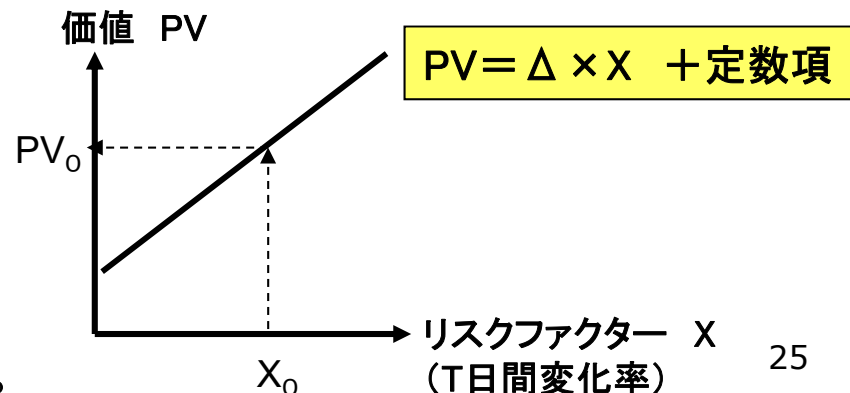 価値 PV
PV=Δ×X +定数項
PV₀
リスクファクター X
(T日間変化率)
X₀
25
。